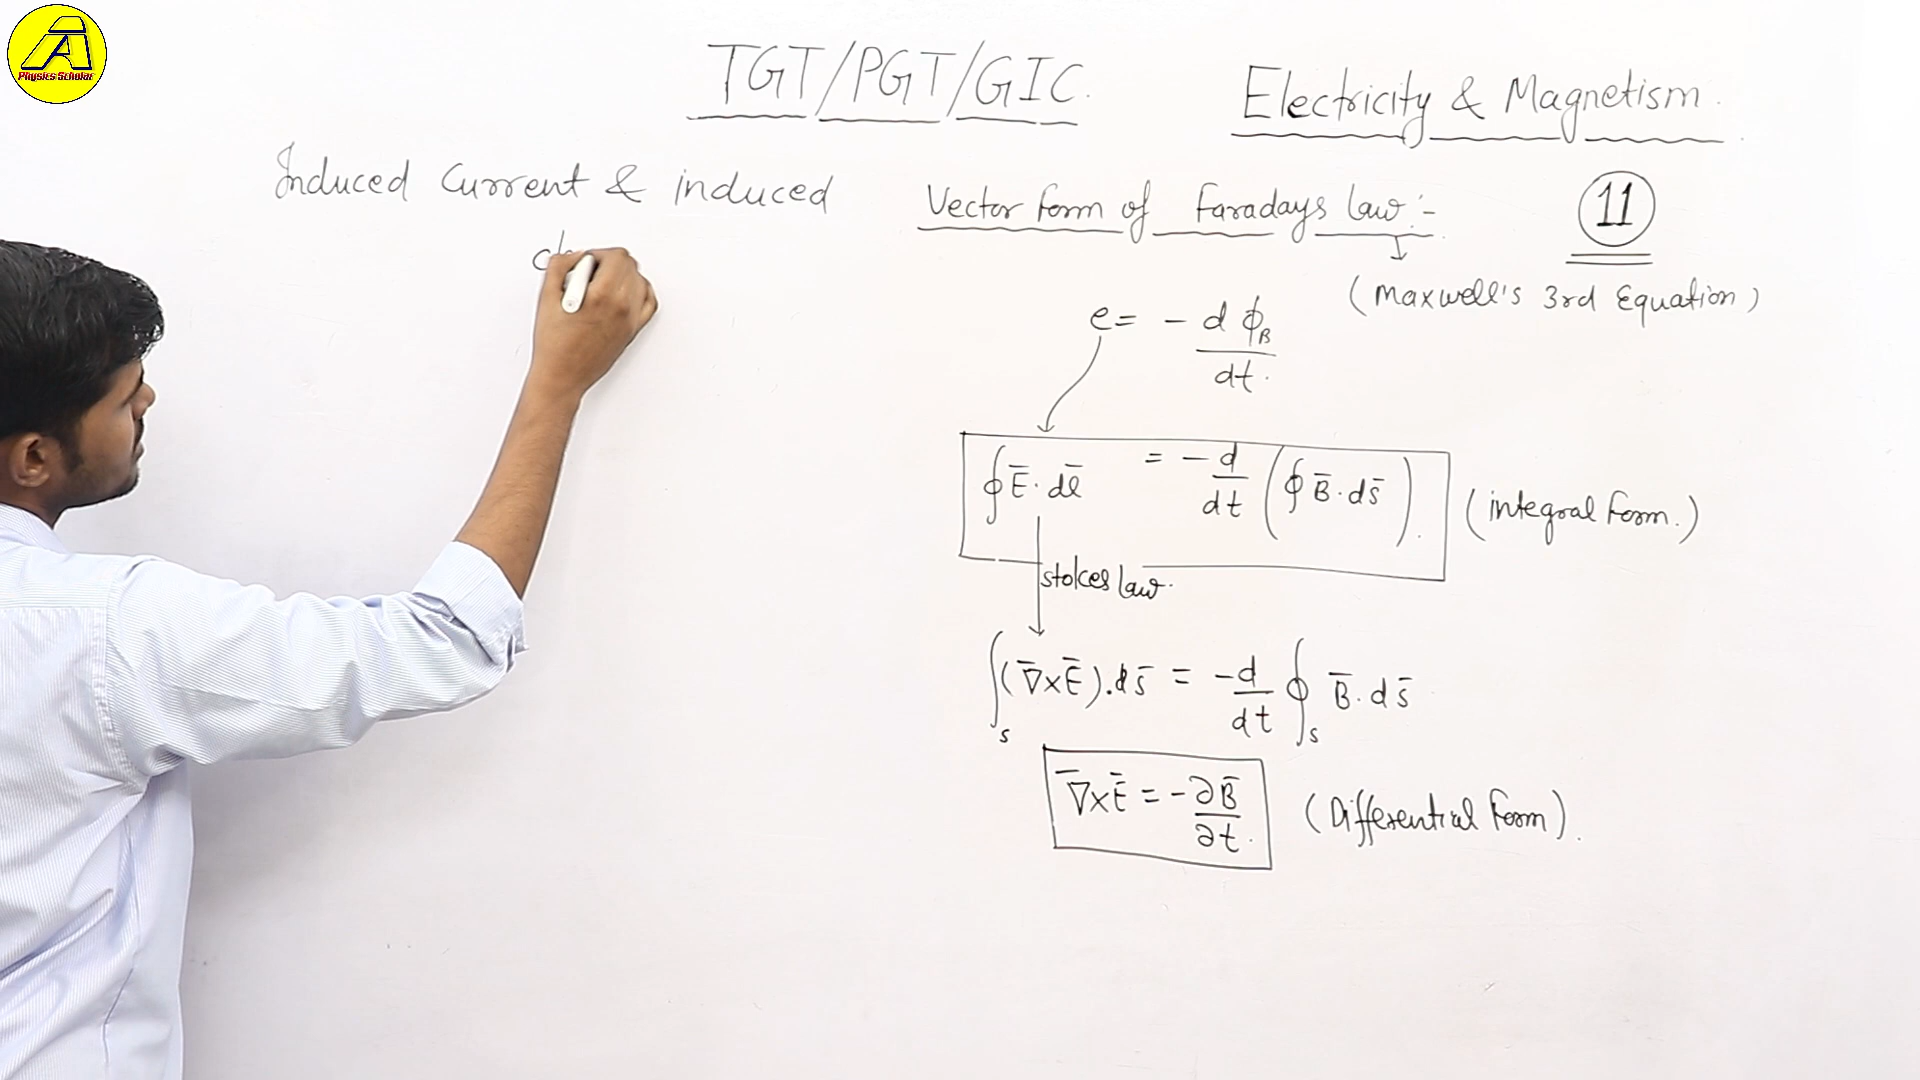 A
Physics Scholar
TGT/PGT/GIC.
Electricity & Magnetism.
Induced Current & induced
Vector form of Faradays law:-
11
(Maxwell's 3rd Equation)
e = - d ϕ_B / dt.
∮ E̅ · dl̅ = - d/dt (∮ B̅ · ds̅). (integral form.)
stokes law.
∫_s (∇̅ × E̅) . ds̅ = - d/dt ∮_s B̅ . ds̅
∇̅ × E̅ = - ∂B̅/∂t. (Differential form).